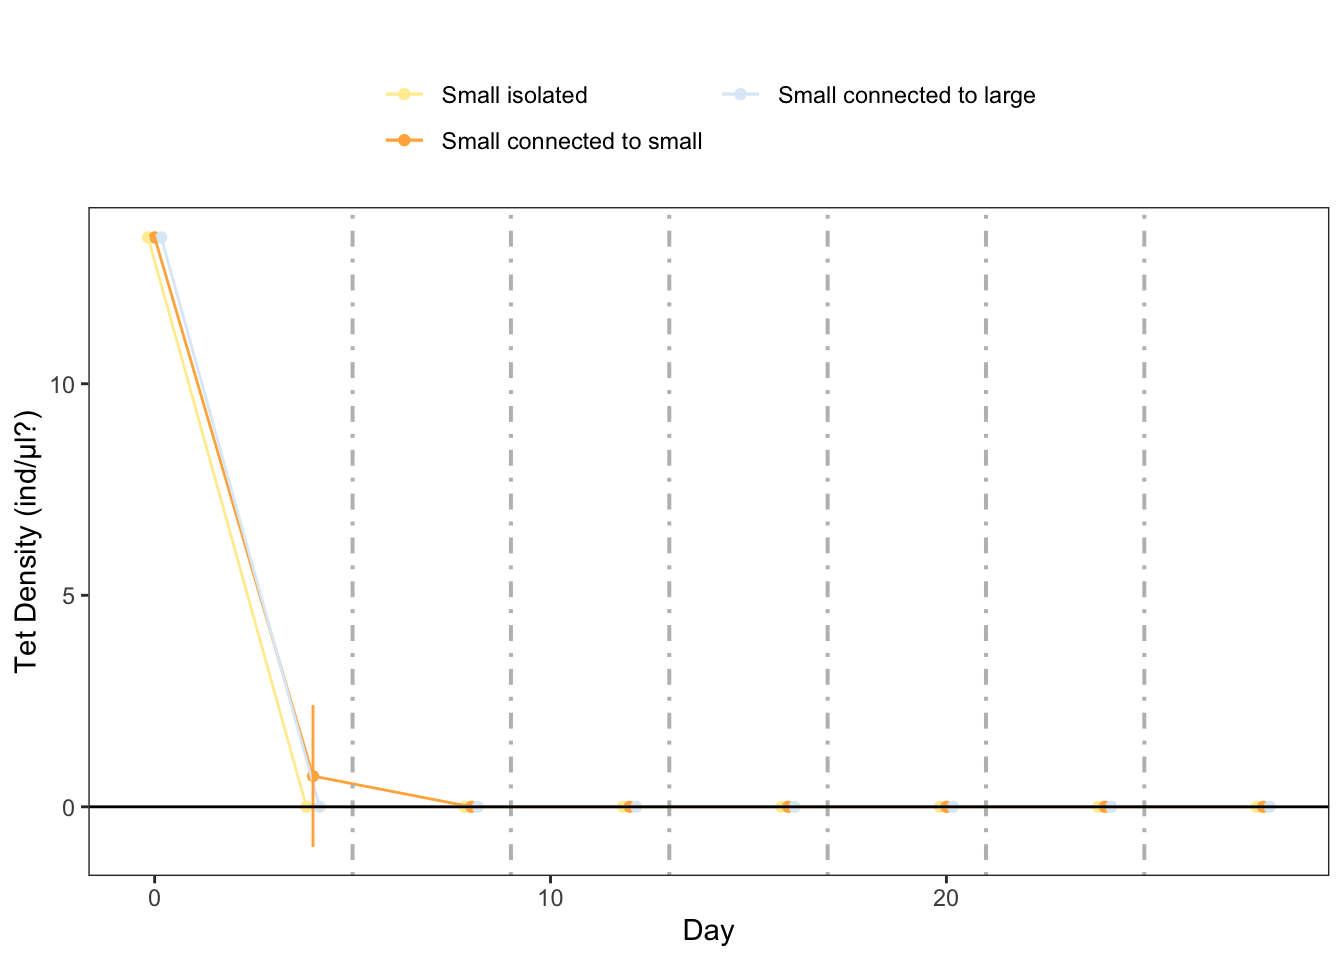 Small isolated
Small connected to large
Small connected to small
10
5
0
Tet Density (ind/µl?)
0
10
20
Day